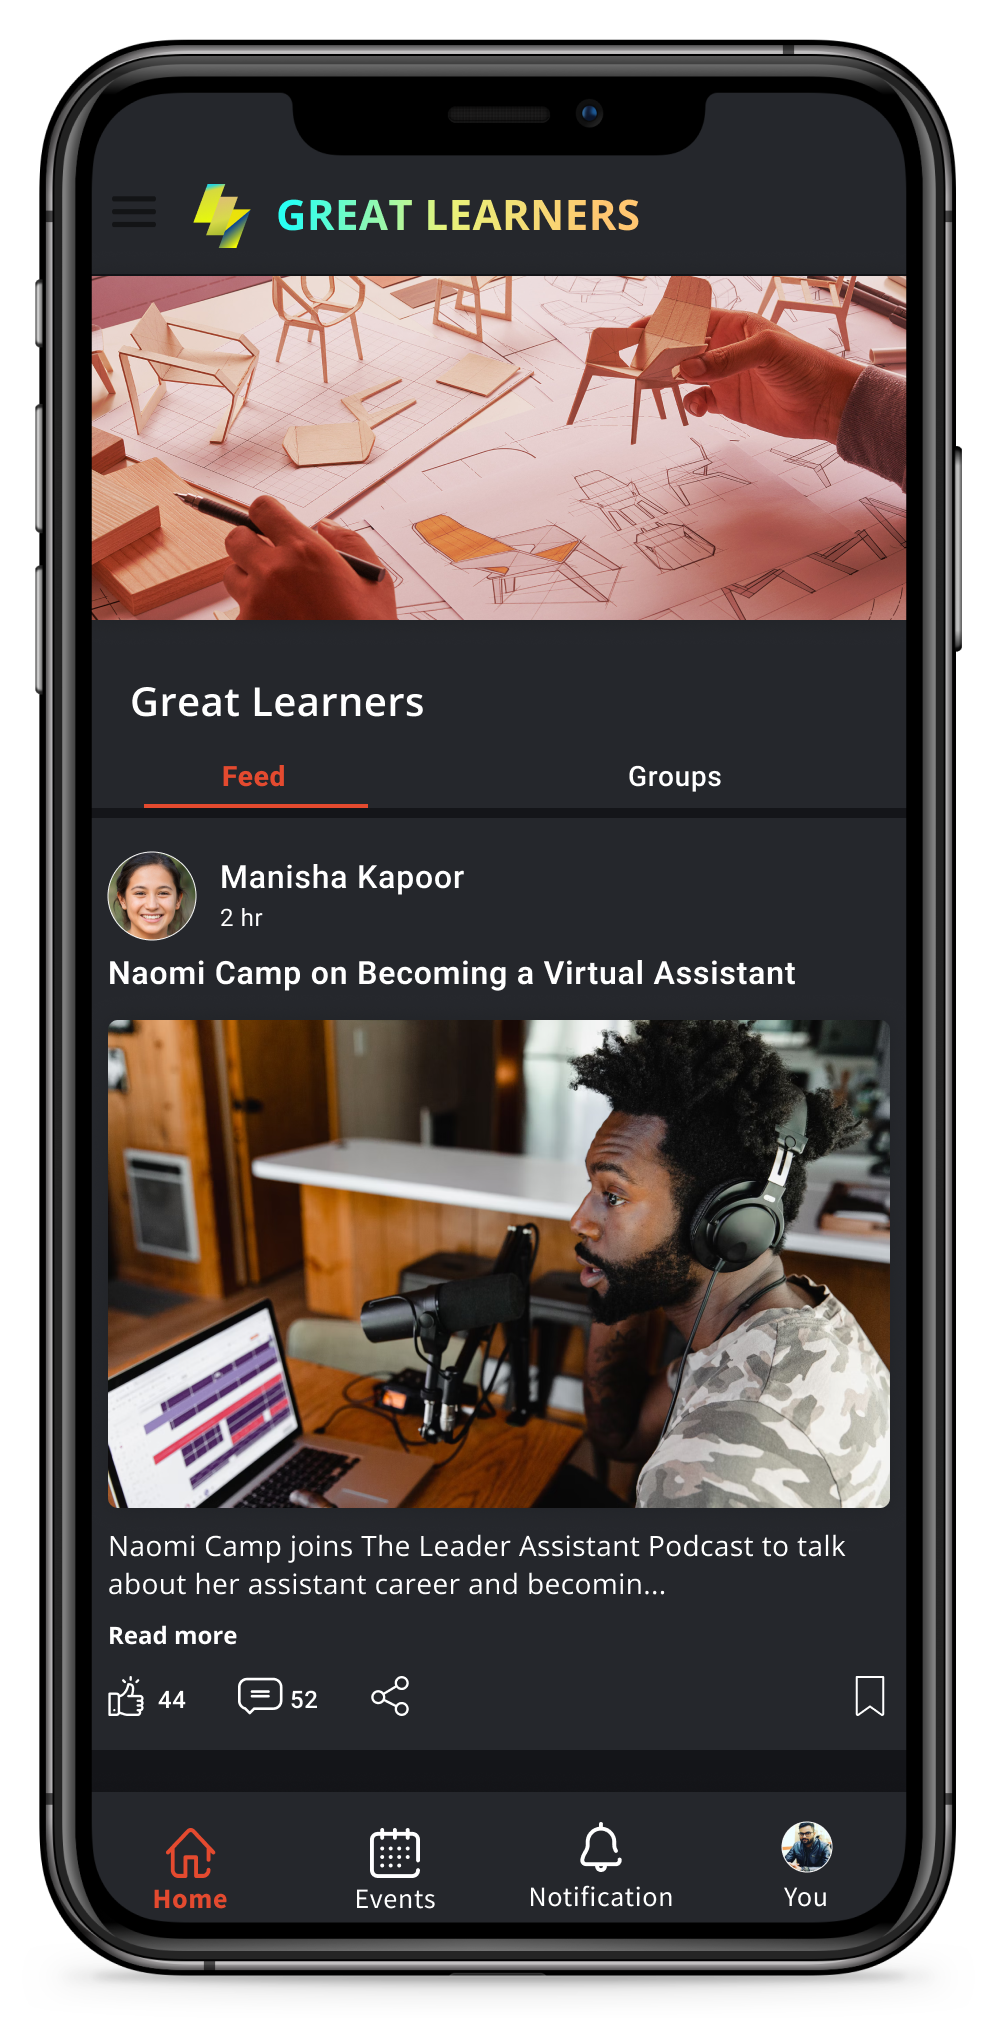 GREAT LEARNERS
Great Learners
Feed
Groups
Manisha Kapoor
2 hr
Naomi Camp on Becoming a Virtual Assistant
Naomi Camp joins The Leader Assistant Podcast to talk
about her assistant career and becomin...
Read more
44
52
Home
Events
Notification
You